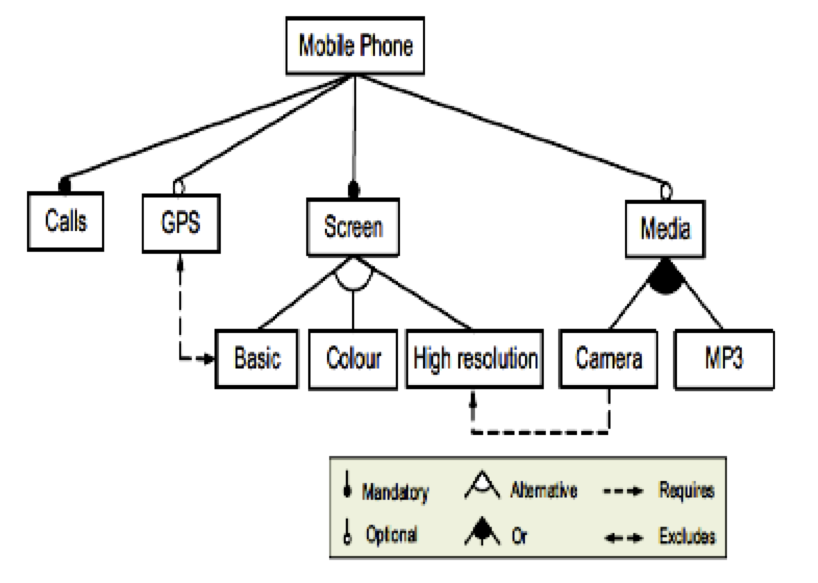 Mobile Phone
Calls
GPS
Screen
Media
Basic
Colour
High resolution
Camera
MP3
Mandatory
Alternative
Requires
Optional
Or
Excludes